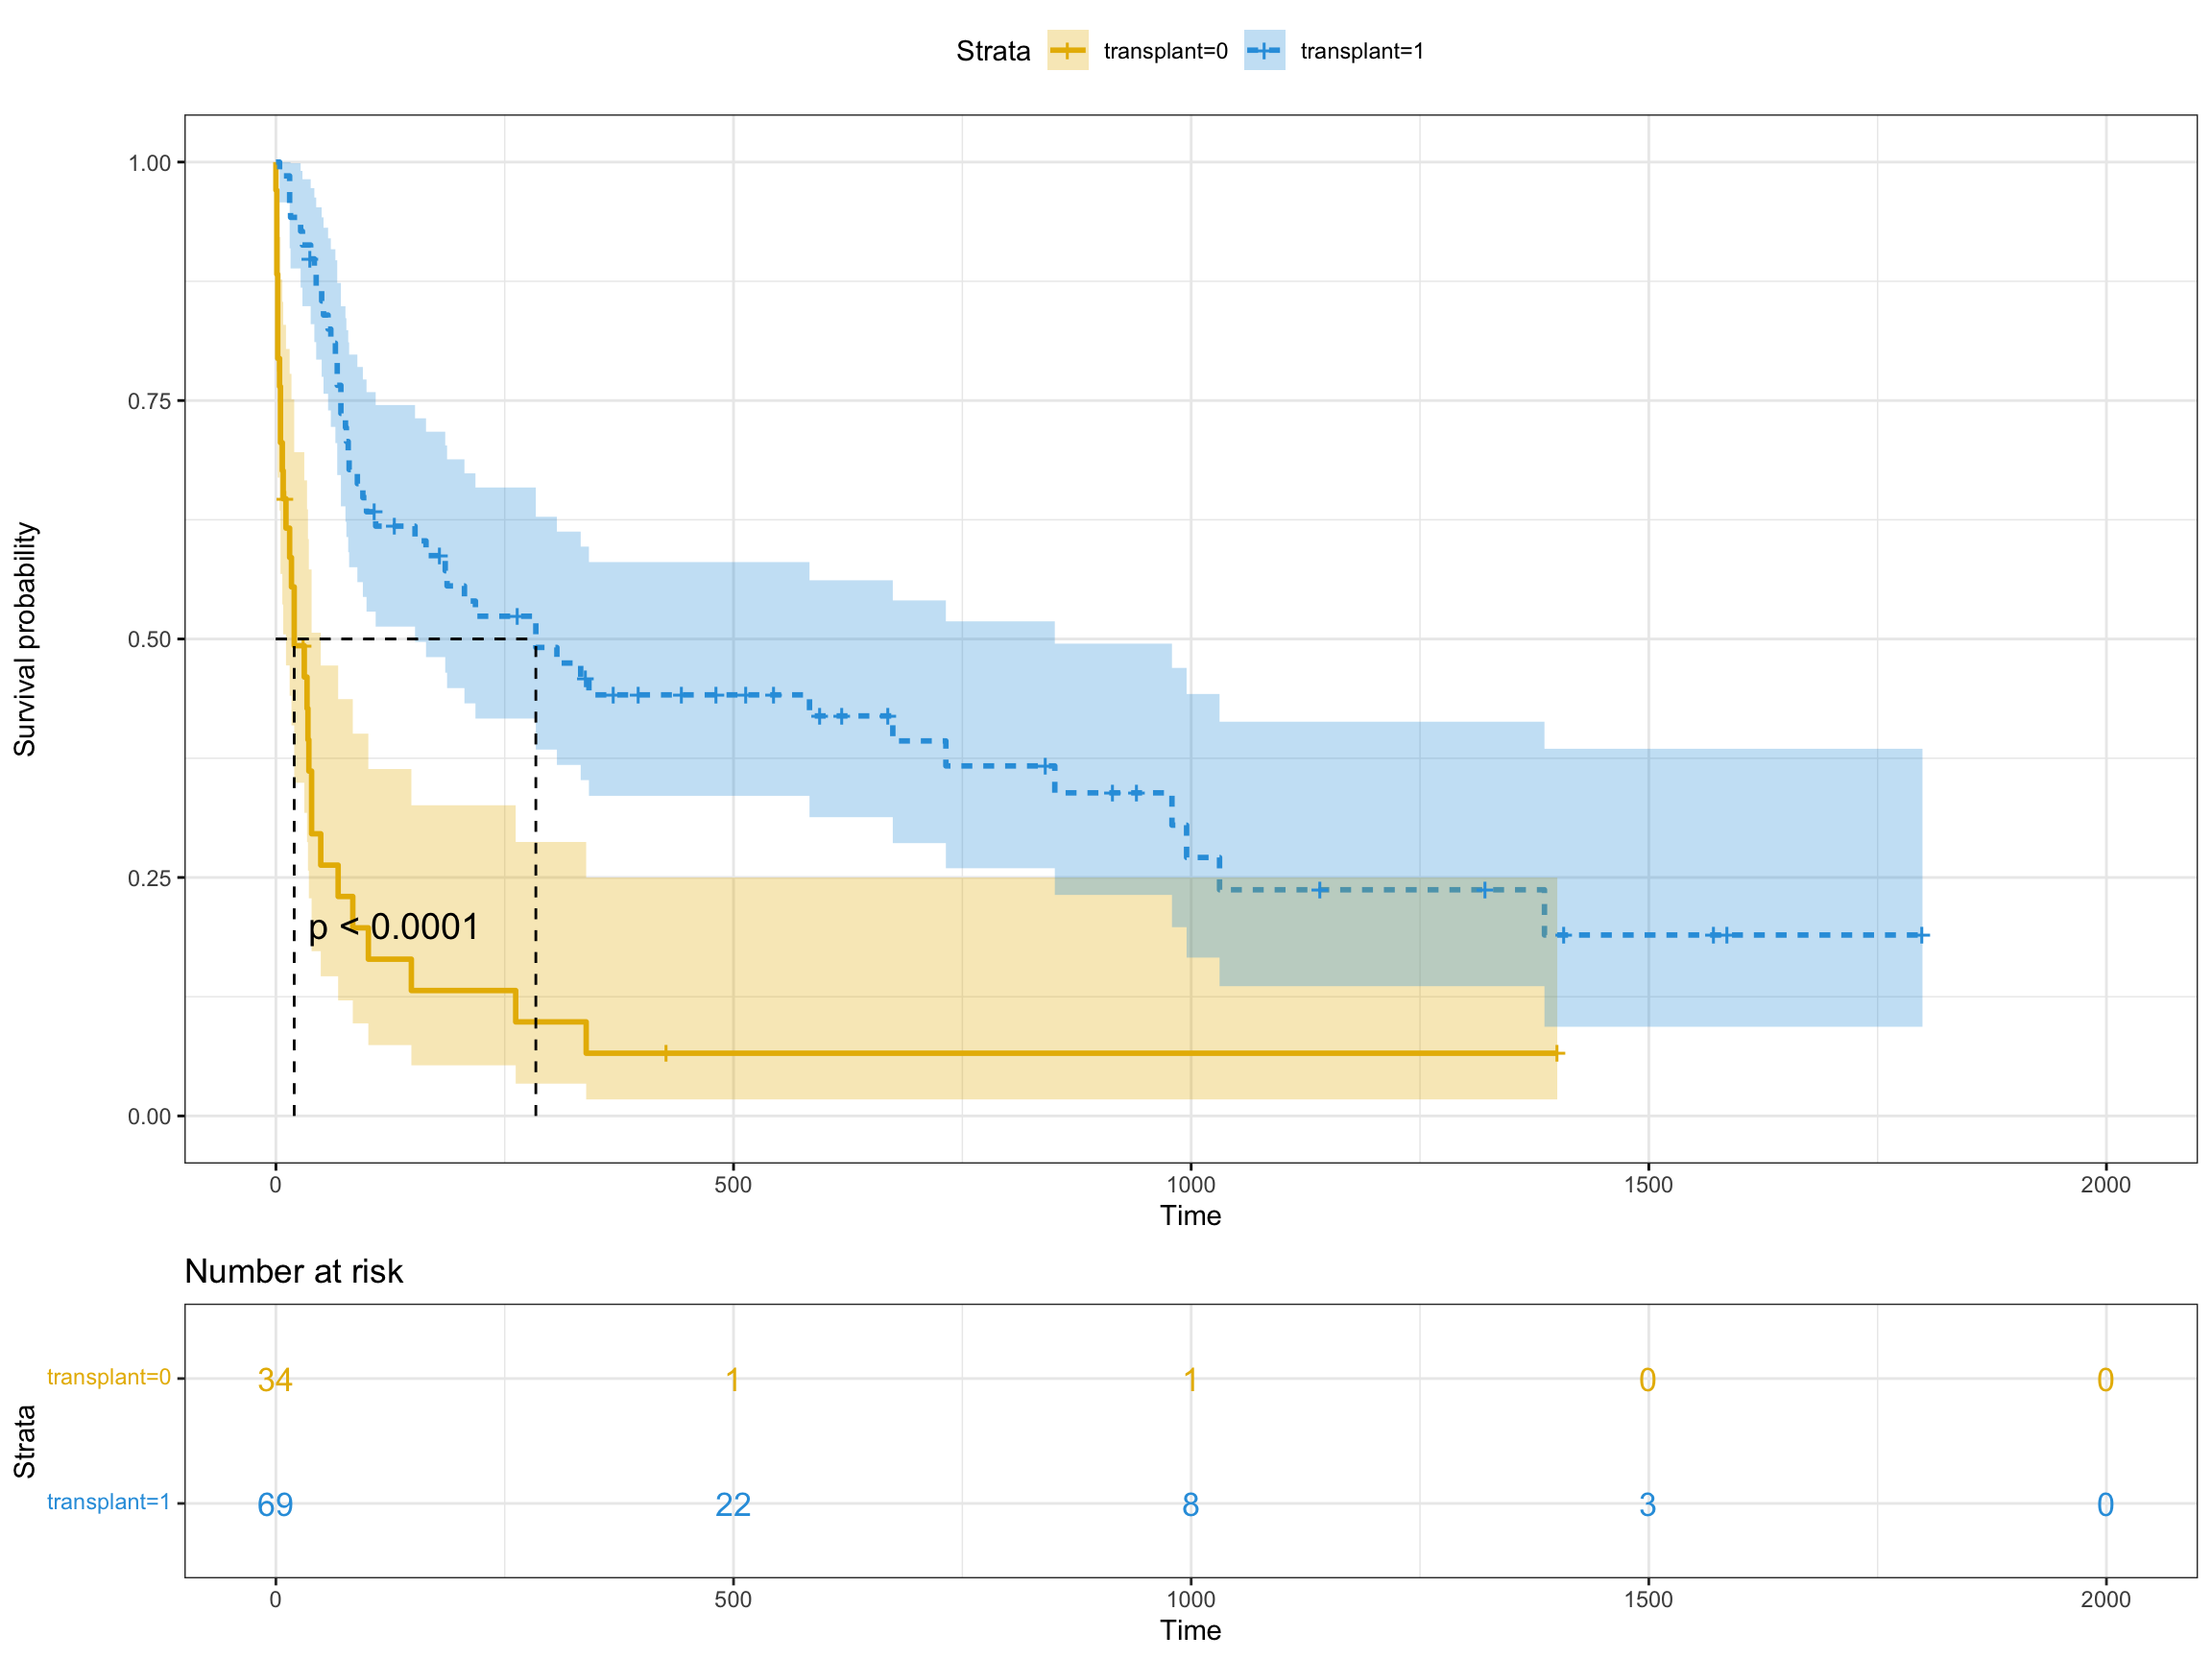 Strata transplant=0 transplant=1
Survival probability
1.00
0.75
0.50
0.25
0.00
p < 0.0001
0 500 1000 1500 2000
Time
Number at risk
Strata
transplant=0 34 1 1 0 0
transplant=1 69 22 8 3 0
0 500 1000 1500 2000
Time